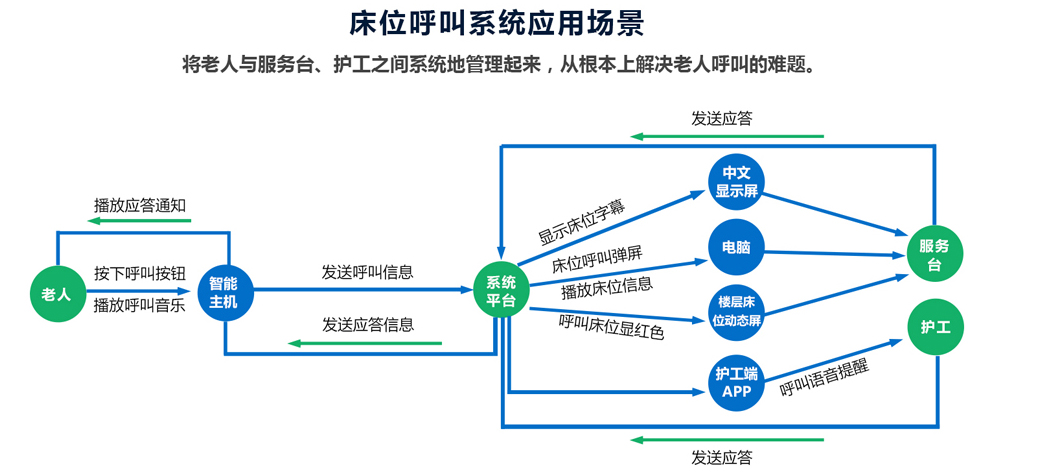 床位呼叫系统应用场景
将老人与服务台、护工之间系统地管理起来，从根本上解决老人呼叫的难题。
发送应答
中文
显示屏
显示床位字幕
播放应答通知
服务
台
电脑
床位呼叫弹屏
老人
按下呼叫按钮
播放呼叫音乐
智能
主机
发送呼叫信息
系统
平台
播放床位信息
楼层床
位动态屏
呼叫床位显红色
发送应答信息
护工
护工端
APP
呼叫语音提醒
发送应答